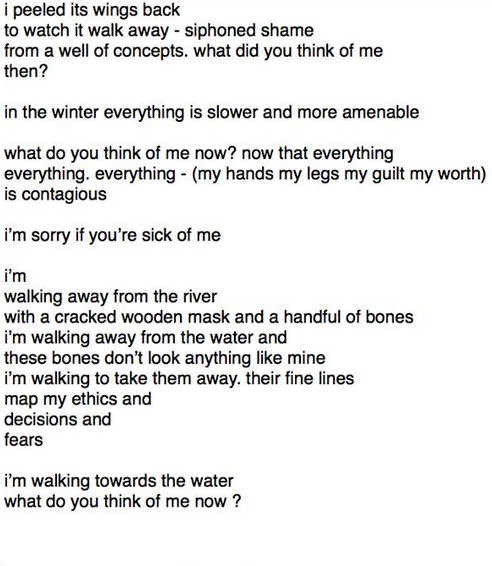 i peeled its wings back
to watch it walk away - siphoned shame
from a well of concepts. what did you think of me
then?
in the winter everything is slower and more amenable
what do you think of me now? now that everything
everything. everything - (my hands my legs my guilt my worth)
is contagious
i'm sorry if you're sick of me
i'm
walking away from the river
with a cracked wooden mask and a handful of bones
i'm walking away from the water and
these bones don't look anything like mine
i'm walking to take them away. their fine lines
map my ethics and
decisions and
fears
i'm walking towards the water
what do you think of me now ?